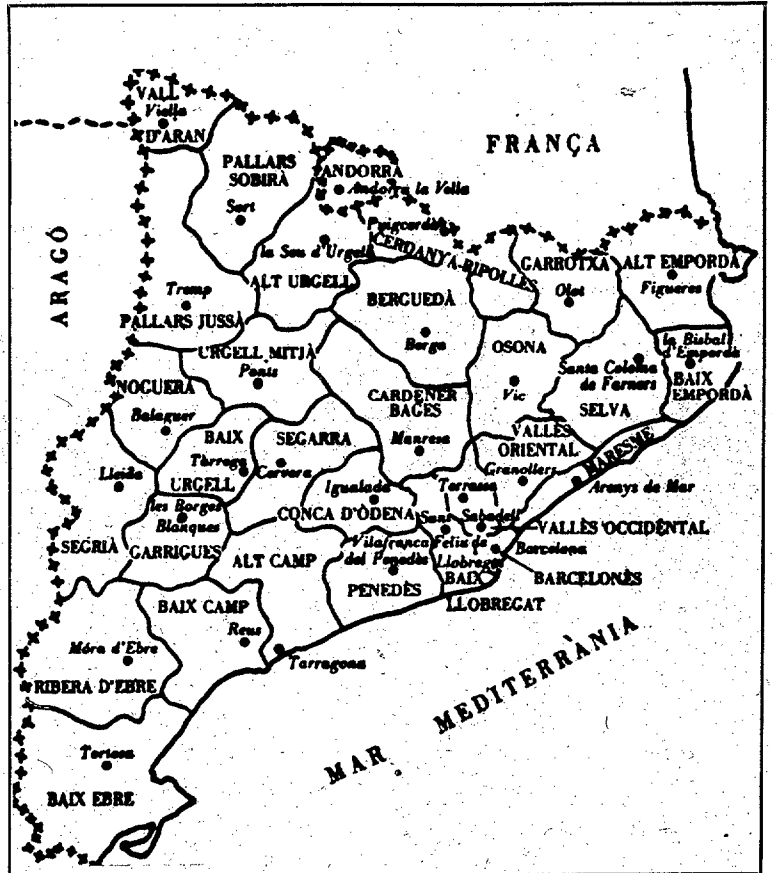 VALL
Viella
D'ARAN
FRANÇA
PALLARS
SOBIRÀ
Sort
ANDORRA
Andorra la Vella
Puigcerdà
CERDANYA-RIPOLLÈS
la Seu d'Urgell
ALT URGELL
GARROTXA
Olot
ALT EMPORDÀ
Figueres
ARAGÓ
Tremp
PALLARS JUSSÀ
BERGUEDÀ
Berga
OSONA
Vic
la Bisbal
d'Empordà
BAIX
EMPORDÀ
Santa Coloma
de Farners
SELVA
URGELL MITJÀ
Ponts
NOGUERA
Balaguer
CARDENER
BAGES
Manresa
BAIX
Tàrrega
URGELL
SEGARRA
Cervera
VALLÈS
ORIENTAL
Granollers
MARESME
Arenys de Mar
Lleida
SEGRIÀ
les Borges
Blanques
GARRIGUES
Igualada
CONCA D'ÒDENA
Terrassa
Sabadell
VALLÈS OCCIDENTAL
Sant
Feliu de
Llobregat
BAIX
LLOBREGAT
Barcelona
BARCELONÈS
ALT CAMP
Vilafranca
del Penedès
PENEDÈS
BAIX CAMP
Reus
Tarragona
Móra d'Ebre
RIBERA D'EBRE
MAR MEDITERRÀNIA
Tortosa
BAIX EBRE